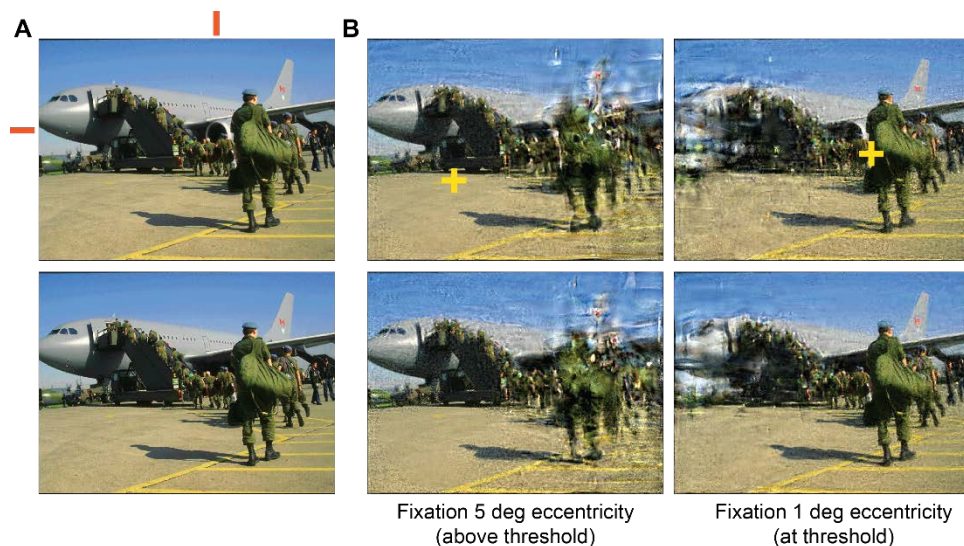 A
B
Fixation 5 deg eccentricity
(above threshold)
Fixation 1 deg eccentricity
(at threshold)